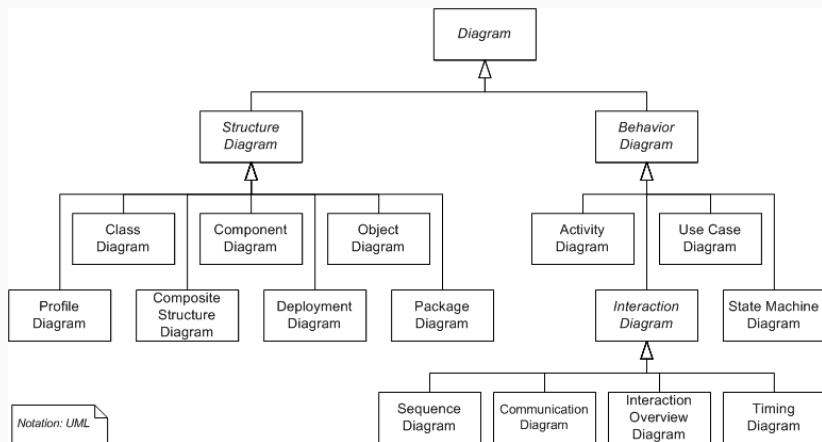 Diagram
Structure
Diagram
Behavior
Diagram
Class
Diagram
Component
Diagram
Object
Diagram
Activity
Diagram
Use Case
Diagram
Profile
Diagram
Composite
Structure
Diagram
Deployment
Diagram
Package
Diagram
Interaction
Diagram
State Machine
Diagram
Sequence
Diagram
Communication
Diagram
Interaction
Overview
Diagram
Timing
Diagram
Notation: UML